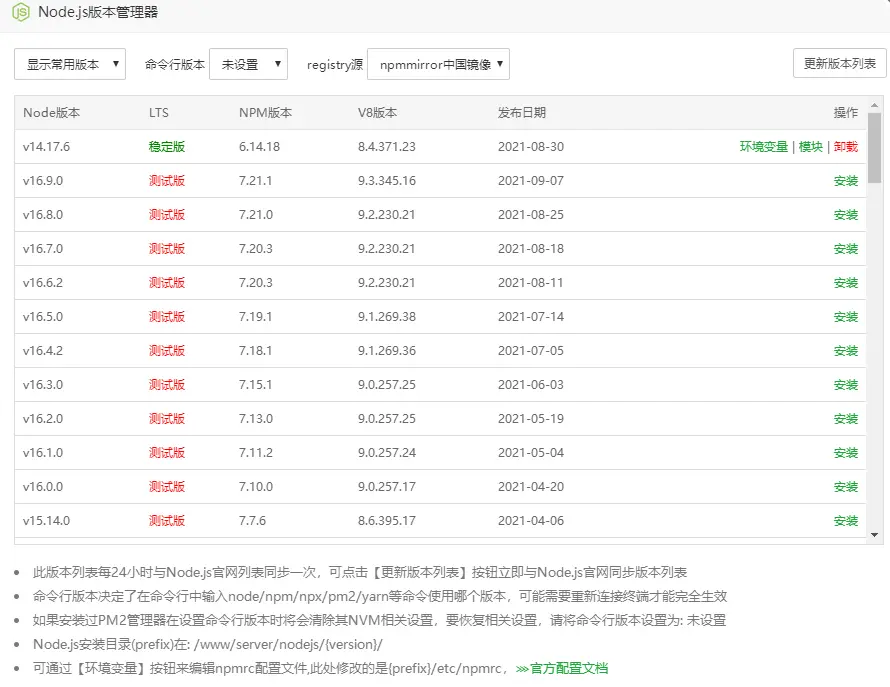 Node.js版本管理器
显示常用版本 命令行版本 未设置 registry源 npmmirror中国镜像 更新版本列表
Node版本 LTS NPM版本 V8版本 发布日期 操作
v14.17.6 稳定版 6.14.18 8.4.371.23 2021-08-30 环境变量 | 模块 | 卸载
v16.9.0 测试版 7.21.1 9.3.345.16 2021-09-07 安装
v16.8.0 测试版 7.21.0 9.2.230.21 2021-08-25 安装
v16.7.0 测试版 7.20.3 9.2.230.21 2021-08-18 安装
v16.6.2 测试版 7.20.3 9.2.230.21 2021-08-11 安装
v16.5.0 测试版 7.19.1 9.1.269.38 2021-07-14 安装
v16.4.2 测试版 7.18.1 9.1.269.36 2021-07-05 安装
v16.3.0 测试版 7.15.1 9.0.257.25 2021-06-03 安装
v16.2.0 测试版 7.13.0 9.0.257.25 2021-05-19 安装
v16.1.0 测试版 7.11.2 9.0.257.24 2021-05-04 安装
v16.0.0 测试版 7.10.0 9.0.257.17 2021-04-20 安装
v15.14.0 测试版 7.7.6 8.6.395.17 2021-04-06 安装
此版本列表每24小时与Node.js官网列表同步一次，可点击【更新版本列表】按钮立即与Node.js官网同步版本列表
命令行版本决定了在命令行中输入node/npm/npx/pm2/yarn等命令使用哪个版本，可能需要重新连接终端才能完全生效
如果安装过PM2管理器在设置命令行版本时将会清除其NVM相关设置，要恢复相关设置，请将命令行版本设置为: 未设置
Node.js安装目录(prefix)在: /www/server/nodejs/{version}/
可通过【环境变量】按钮来编辑npmrc配置文件,此处修改的是{prefix}/etc/npmrc，>>>官方配置文档